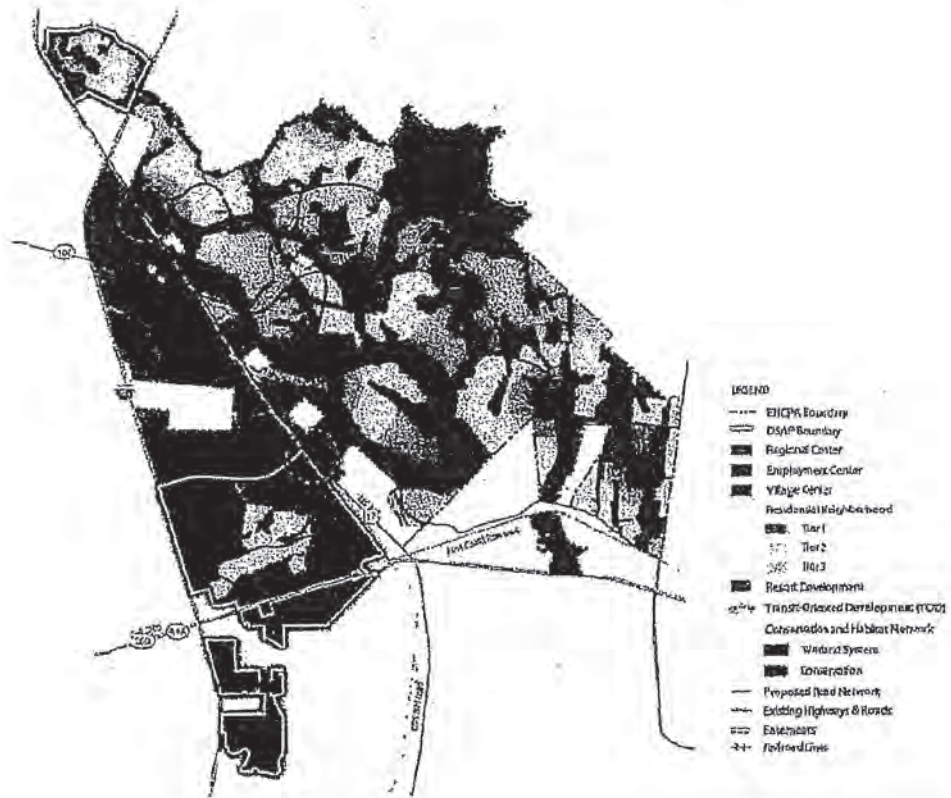 LEGEND
ENCPA Boundary
DSAP Boundary
Regional Center
Employment Center
Village Center
Residential Neighborhood
Tier 1
Tier 2
Tier 3
Resort Development
Transit-Oriented Development (TOD)
Conservation and Habitat Network
Wetland System
Conservation
Proposed Road Network
Existing Highways & Roads
Easements
Railroad Lines